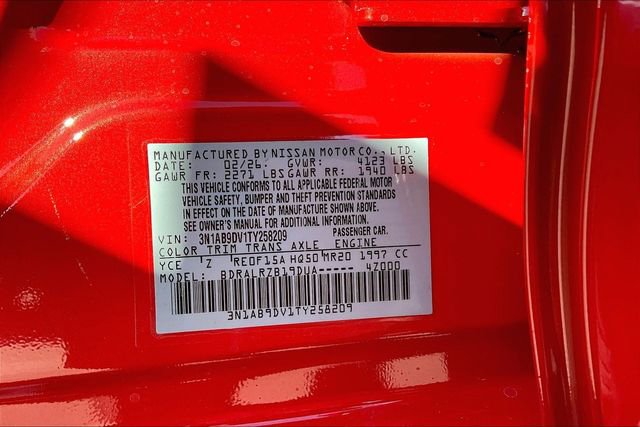 MANUFACTURED BY NISSAN MOTOR CO., LTD.
DATE: 02/26. GVWR: 4123 LBS
GAWR FR: 2271 LBS GAWR RR: 1940 LBS
THIS VEHICLE CONFORMS TO ALL APPLICABLE FEDERAL MOTOR
VEHICLE SAFETY, BUMPER AND THEFT PREVENTION STANDARDS
IN EFFECT ON THE DATE OF MANUFACTURE SHOWN ABOVE.
SEE OWNER'S MANUAL FOR ADDITIONAL INFORMATION.
VIN: 3N1AB9DV1TY258209 PASSENGER CAR.
COLOR TRIM TRANS AXLE ENGINE
YCE Z RE0F15A HQ50 MR20 1997 CC
MODEL: BDRALRZB19DUA----- 4Z000
3N1AB9DV1TY258209